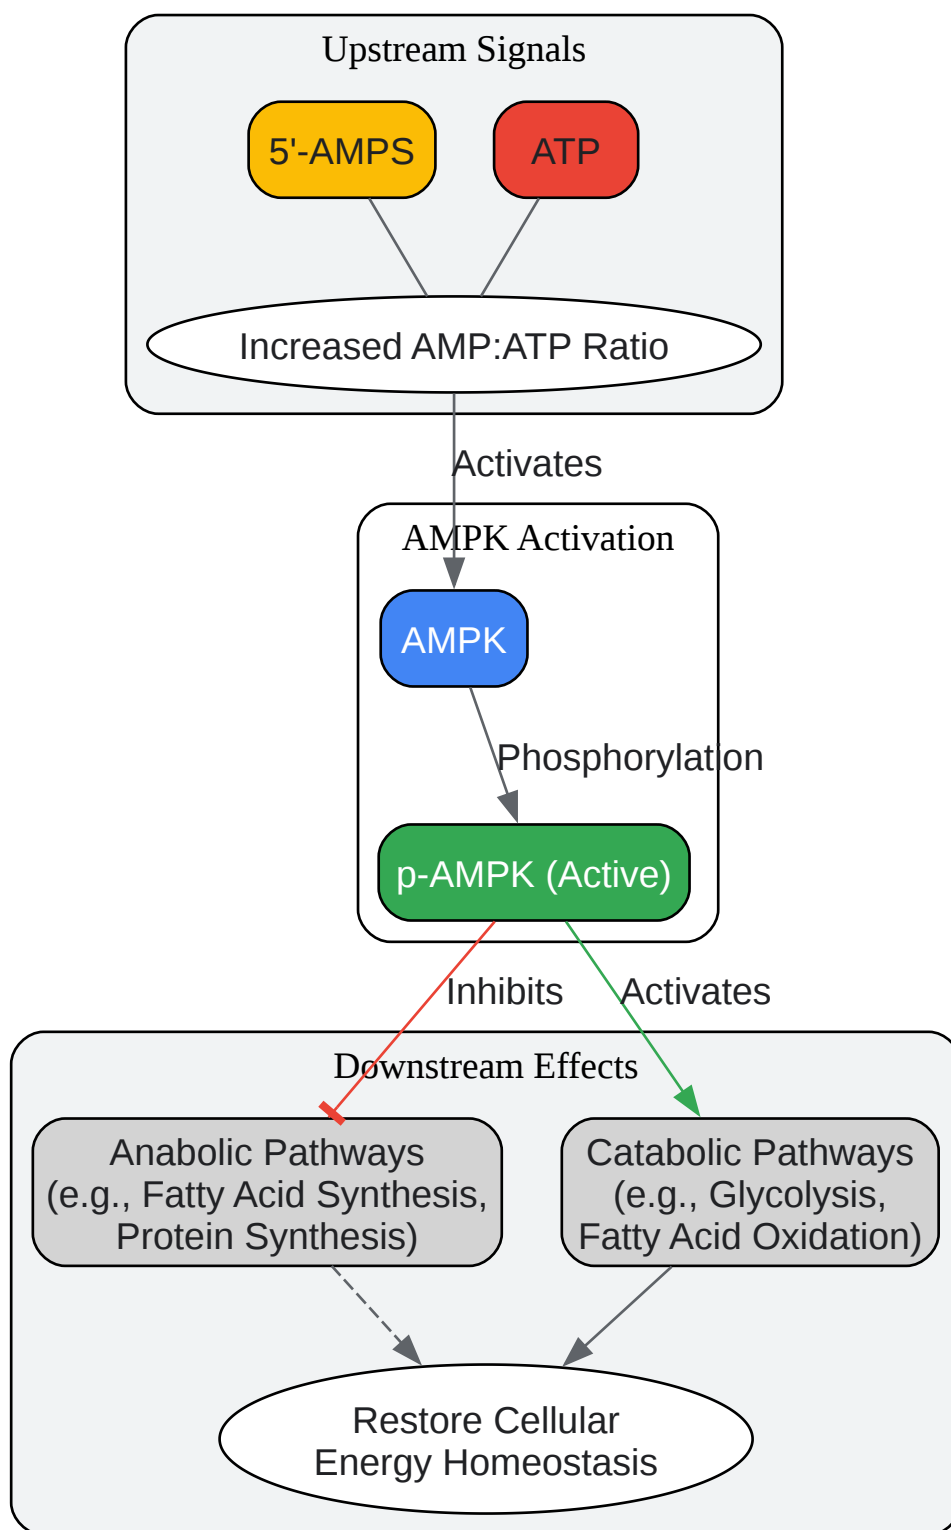 Upstream Signals
5'-AMPS
ATP
Increased AMP:ATP Ratio
Activates
AMPK Activation
AMPK
Phosphorylation
p-AMPK (Active)
Inhibits
Activates
Downstream Effects
Anabolic Pathways
(e.g., Fatty Acid Synthesis,
Protein Synthesis)
Catabolic Pathways
(e.g., Glycolysis,
Fatty Acid Oxidation)
Restore Cellular
Energy Homeostasis